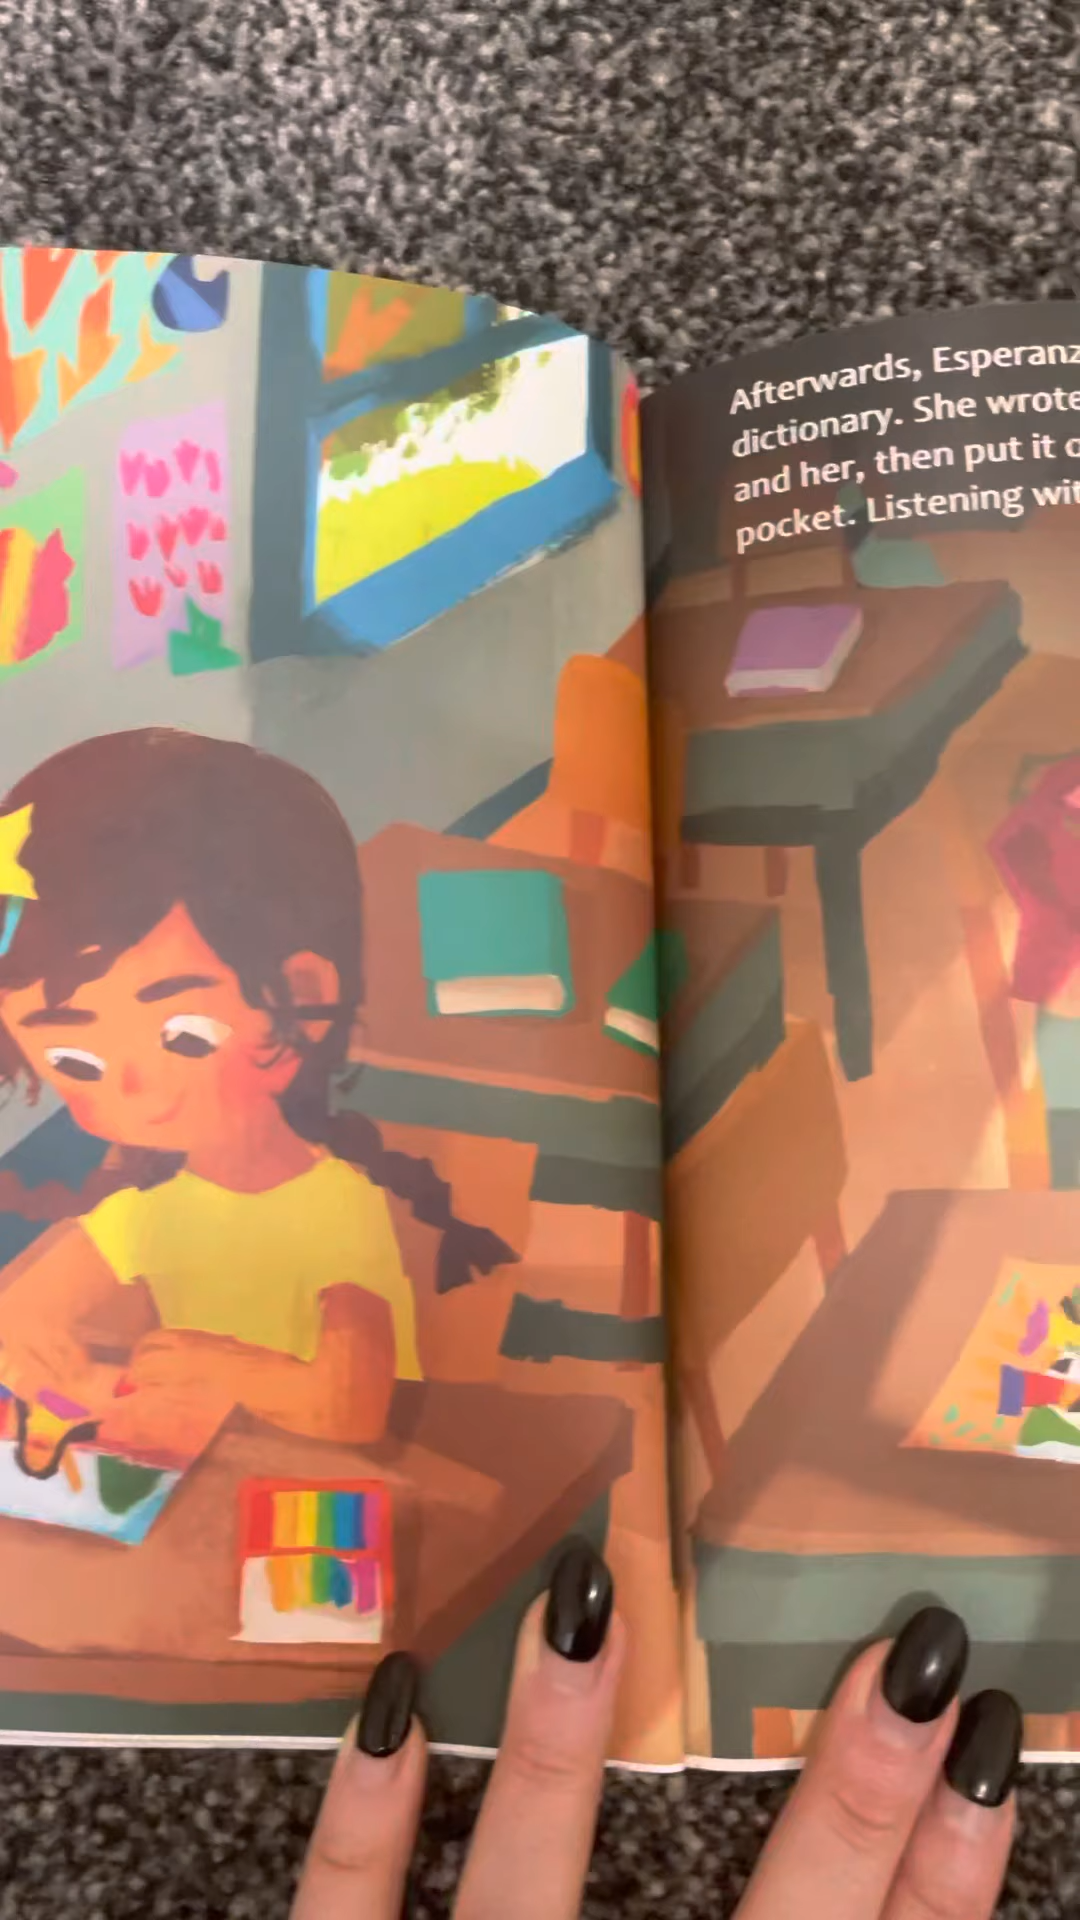 Afterwards, Esperanz
dictionary. She wrote
and her, then put it
pocket. Listening wit